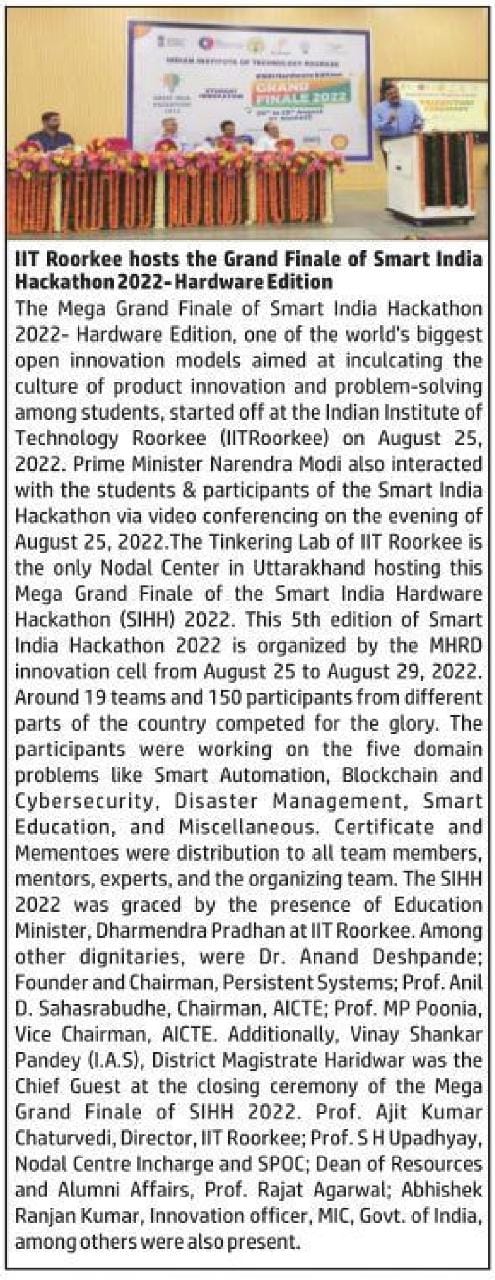 INDIAN INSTITUTE OF TECHNOLOGY ROORKEE
GRAND
FINALE 2022
IIT Roorkee hosts the Grand Finale of Smart India
Hackathon 2022- Hardware Edition
The Mega Grand Finale of Smart India Hackathon
2022- Hardware Edition, one of the world's biggest
open innovation models aimed at inculcating the
culture of product innovation and problem-solving
among students, started off at the Indian Institute of
Technology Roorkee (IITRoorkee) on August 25,
2022. Prime Minister Narendra Modi also interacted
with the students & participants of the Smart India
Hackathon via video conferencing on the evening of
August 25, 2022.The Tinkering Lab of IIT Roorkee is
the only Nodal Center in Uttarakhand hosting this
Mega Grand Finale of the Smart India Hardware
Hackathon (SIHH) 2022. This 5th edition of Smart
India Hackathon 2022 is organized by the MHRD
innovation cell from August 25 to August 29, 2022.
Around 19 teams and 150 participants from different
parts of the country competed for the glory. The
participants were working on the five domain
problems like Smart Automation, Blockchain and
Cybersecurity, Disaster Management, Smart
Education, and Miscellaneous. Certificate and
Mementoes were distribution to all team members,
mentors, experts, and the organizing team. The SIHH
2022 was graced by the presence of Education
Minister, Dharmendra Pradhan at IIT Roorkee. Among
other dignitaries, were Dr. Anand Deshpande;
Founder and Chairman, Persistent Systems; Prof. Anil
D. Sahasrabudhe, Chairman, AICTE; Prof. MP Poonia,
Vice Chairman, AICTE. Additionally, Vinay Shankar
Pandey (I.A.S), District Magistrate Haridwar was the
Chief Guest at the closing ceremony of the Mega
Grand Finale of SIHH 2022. Prof. Ajit Kumar
Chaturvedi, Director, IIT Roorkee; Prof. S H Upadhyay,
Nodal Centre Incharge and SPOC; Dean of Resources
and Alumni Affairs, Prof. Rajat Agarwal; Abhishek
Ranjan Kumar, Innovation officer, MIC, Govt. of India,
among others were also present.